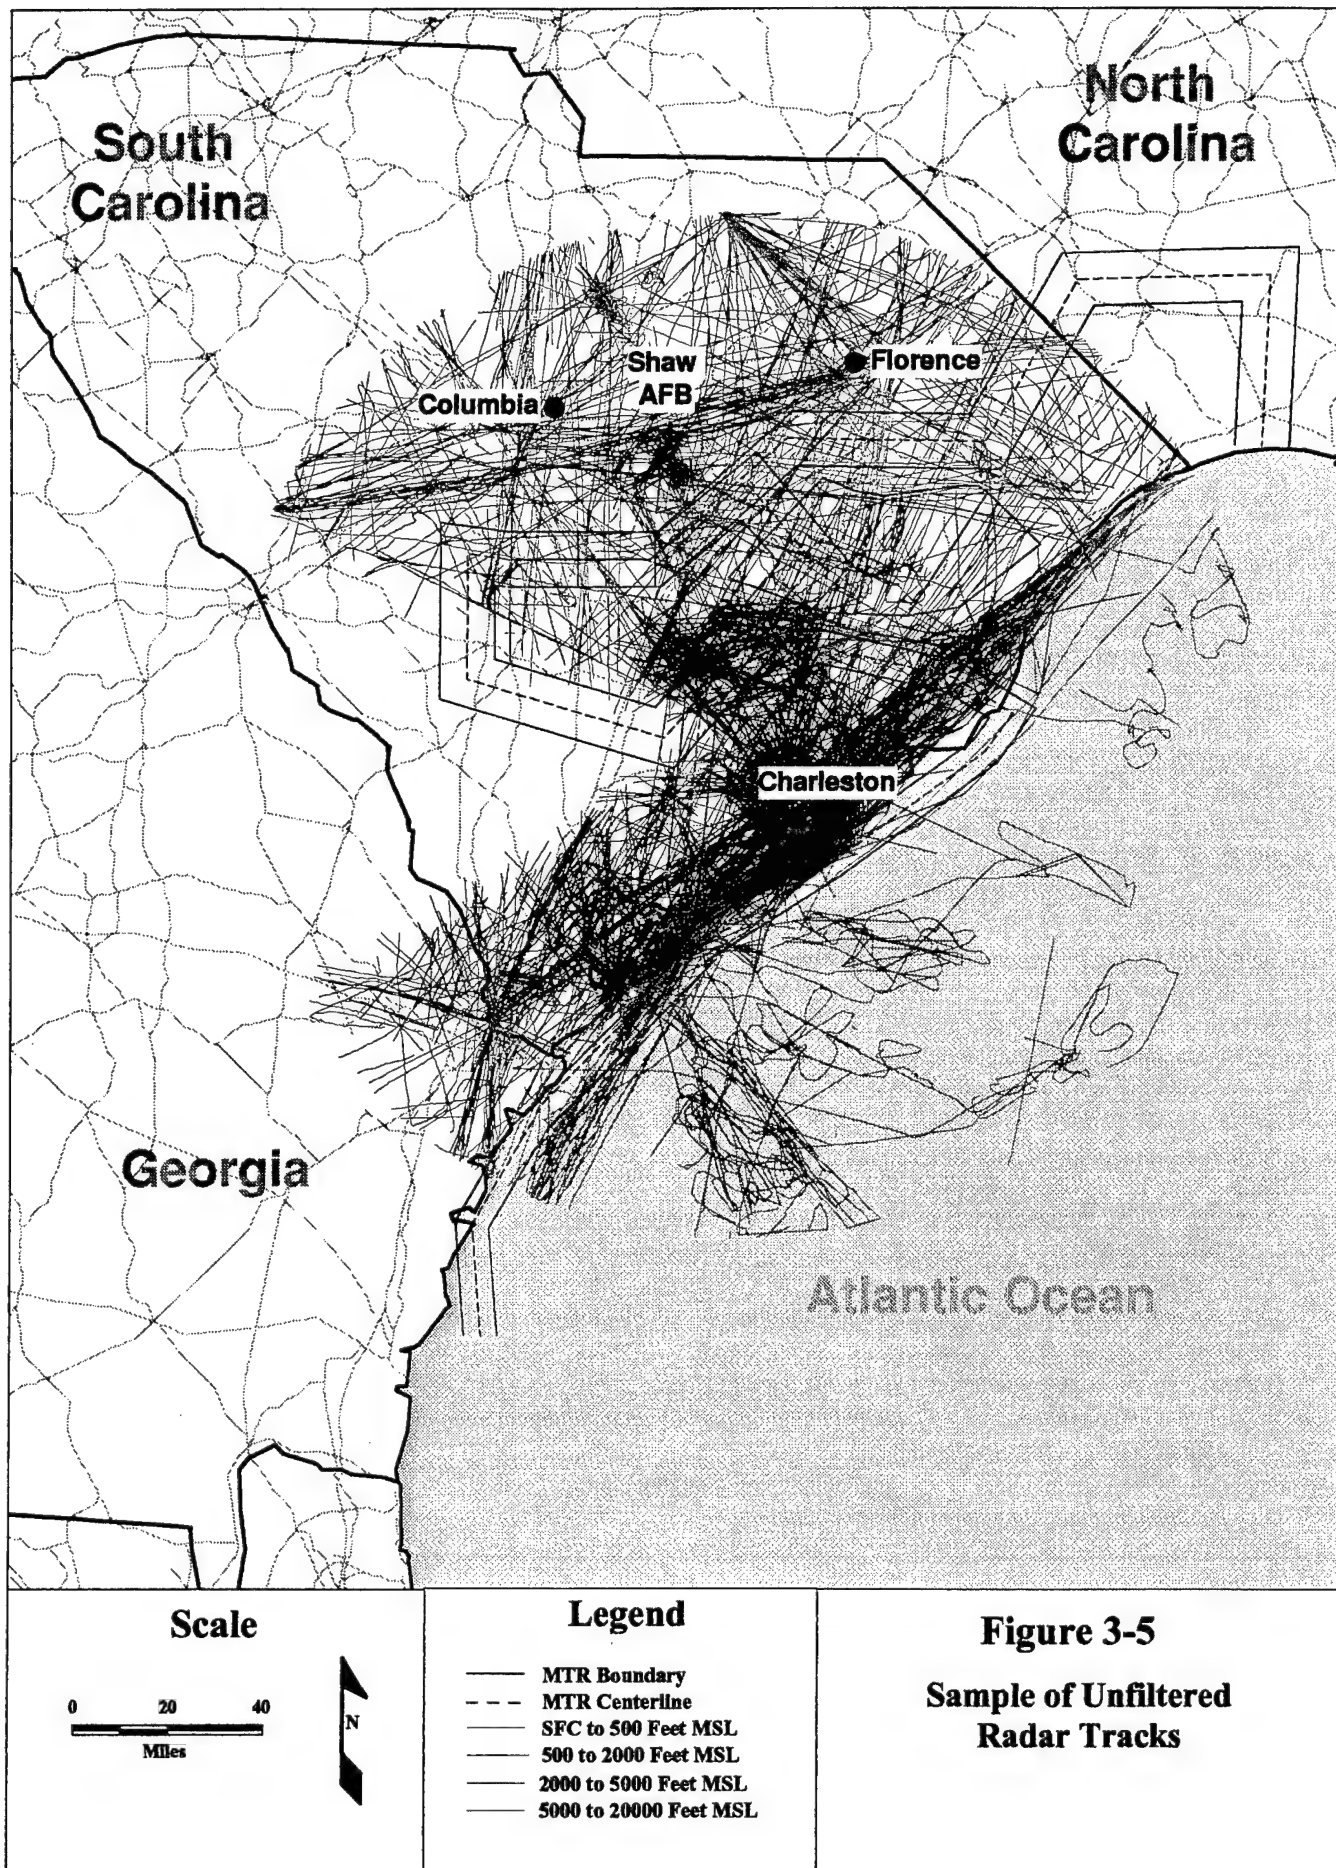 North
Carolina
South
Carolina
Shaw
AFB
Florence
Columbia
Charleston
Georgia
Atlantic Ocean
Scale
0 20 40
Miles
N
Legend
MTR Boundary
MTR Centerline
SFC to 500 Feet MSL
500 to 2000 Feet MSL
2000 to 5000 Feet MSL
5000 to 20000 Feet MSL
Figure 3-5
Sample of Unfiltered
Radar Tracks